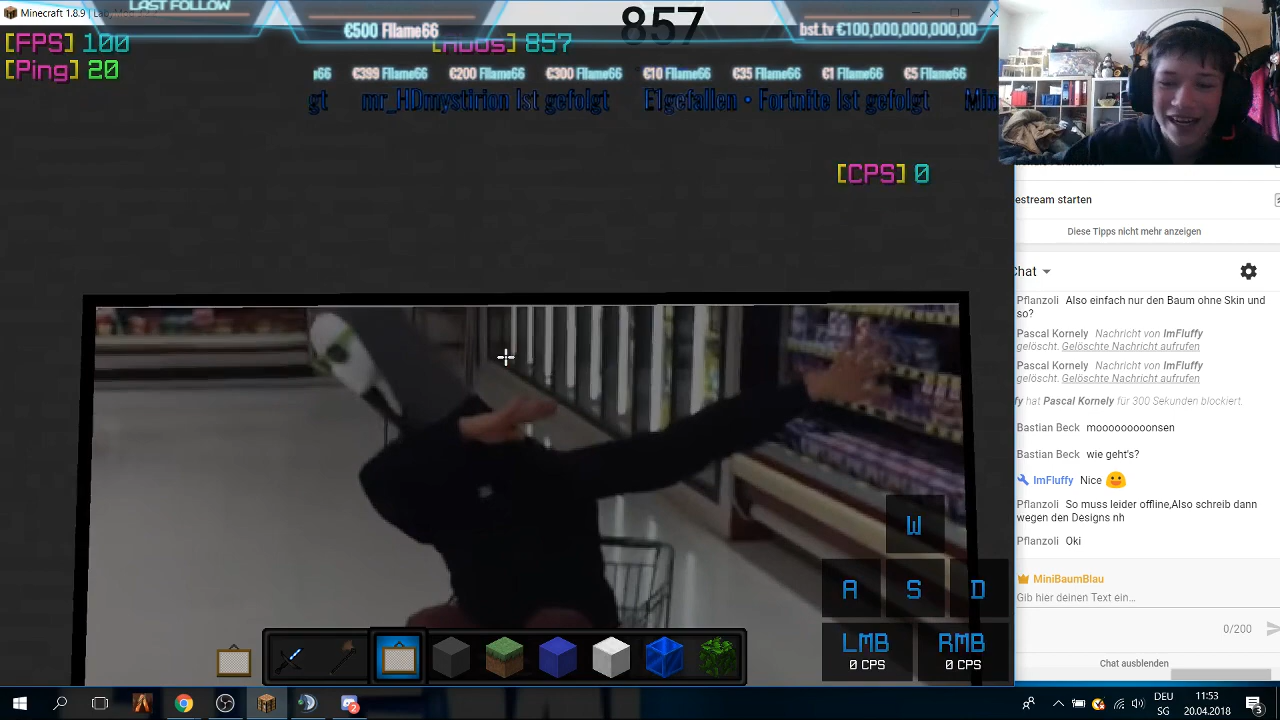 Minecraft 1.8.9 | La
LAST FOLLOW
857
[FPS] 100
€500 Fllame66
857
bst.tv €100,000,000,000,00
[Ping] 20
€399 Fllame66 €200 Fllame66 €300 Fllame66 €10 Fllame66 €35 Fllame66 €1 Fllame66 €5 Fllame66
gt mr_HDmystirion Ist gefolgt E1gefallen • Fortnite Ist gefolgt
[CPS] 0
estream starten
Diese Tipps nicht mehr anzeigen
Chat
Pflanzoli Also einfach nur den Baum ohne Skin und
so?
Pascal Kornely Nachricht von ImFluffy
gelöscht. Gelöschte Nachricht aufrufen
Pascal Kornely Nachricht von ImFluffy
gelöscht. Gelöschte Nachricht aufrufen
fy hat Pascal Kornely für 300 Sekunden blockiert.
Bastian Beck mooooooooonsen
Bastian Beck wie geht's?
ImFluffy Nice
Pflanzoli So muss leider offline,Also schreib dann
wegen den Designs nh
Pflanzoli Oki
MiniBaumBlau
Gib hier deinen Text ein...
0/200
Chat ausblenden
W
A S D
LMB RMB
0 CPS 0 CPS
DEU 11:53
SG 20.04.2018